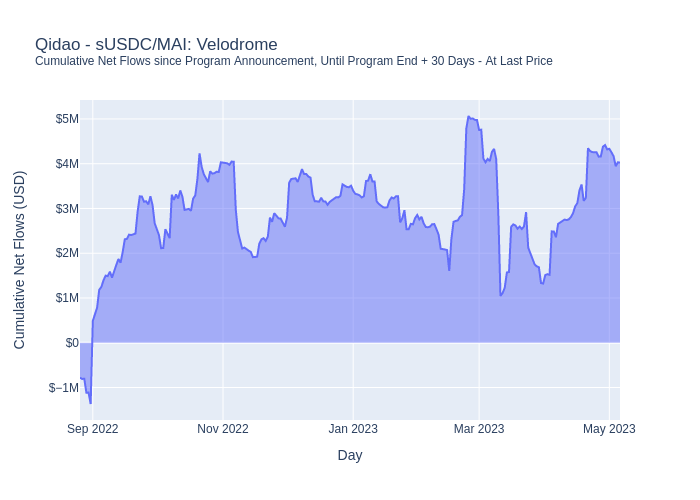 Qidao - sUSDC/MAI: Velodrome
Cumulative Net Flows since Program Announcement, Until Program End + 30 Days - At Last Price
Cumulative Net Flows (USD)
$5M
$4M
$3M
$2M
$1M
$0
$−1M
Sep 2022
Nov 2022
Jan 2023
Mar 2023
May 2023
Day